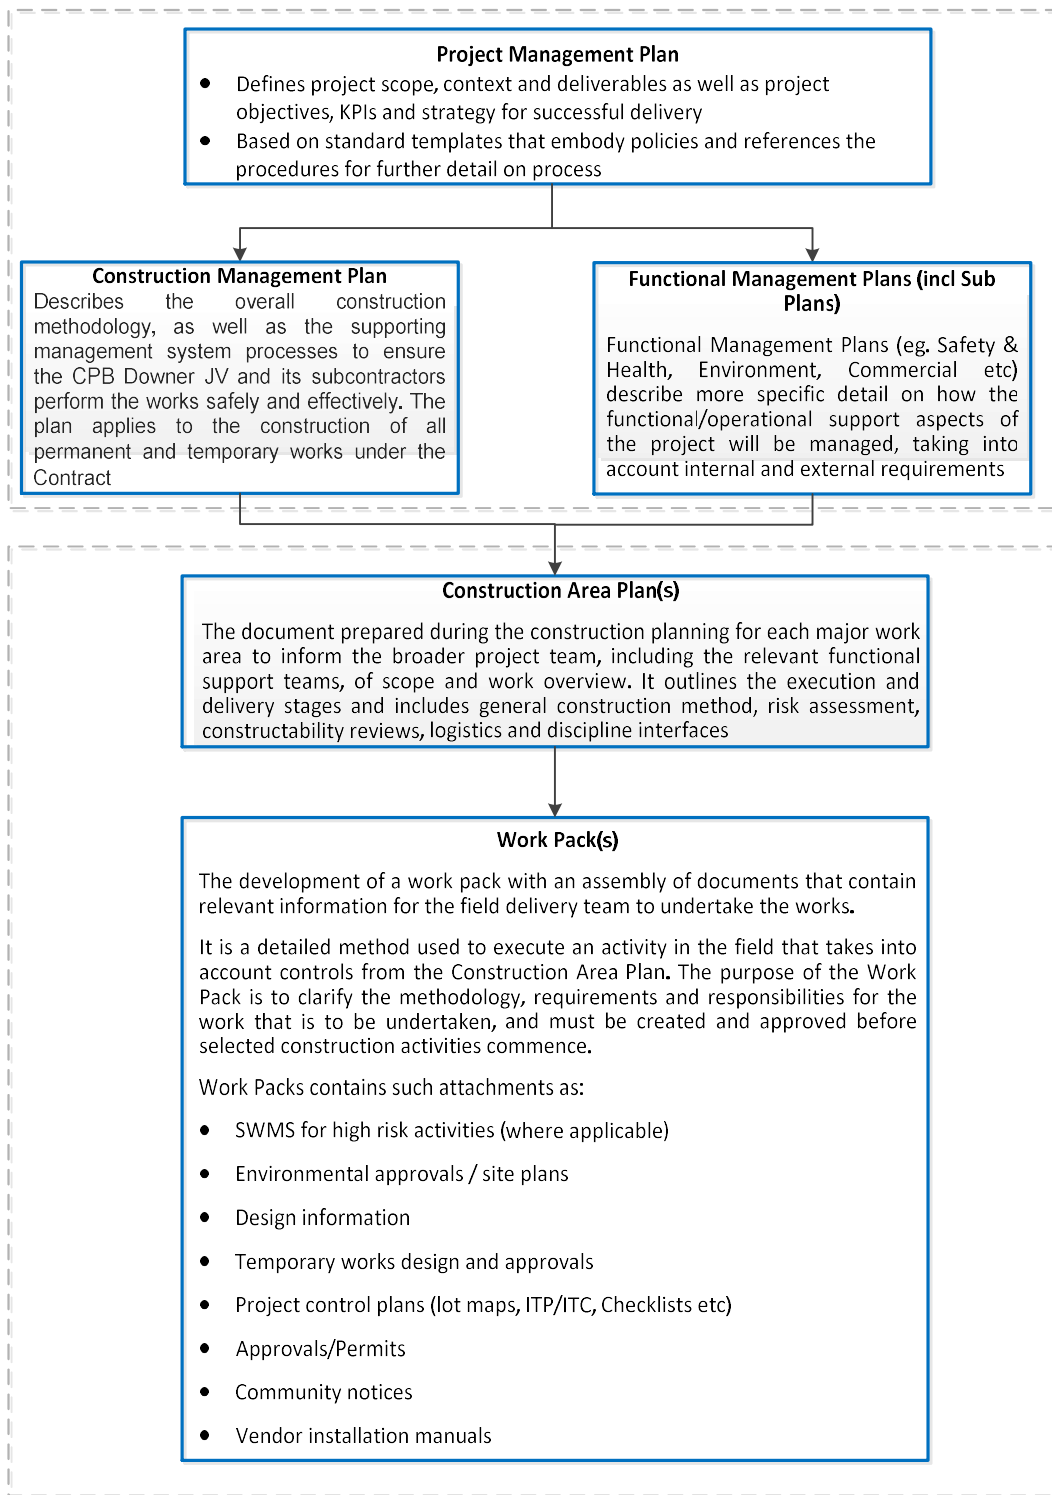 Project Management Plan
● Defines project scope, context and deliverables as well as project
objectives, KPIs and strategy for successful delivery
● Based on standard templates that embody policies and references the
procedures for further detail on process
Construction Management Plan
Describes the overall construction
methodology, as well as the supporting
management system processes to ensure
the CPB Downer JV and its subcontractors
perform the works safely and effectively. The
plan applies to the construction of all
permanent and temporary works under the
Contract
Functional Management Plans (incl Sub
Plans)
Functional Management Plans (eg. Safety &
Health, Environment, Commercial etc)
describe more specific detail on how the
functional/operational support aspects of
the project will be managed, taking into
account internal and external requirements
Construction Area Plan(s)
The document prepared during the construction planning for each major work
area to inform the broader project team, including the relevant functional
support teams, of scope and work overview. It outlines the execution and
delivery stages and includes general construction method, risk assessment,
constructability reviews, logistics and discipline interfaces
Work Pack(s)
The development of a work pack with an assembly of documents that contain
relevant information for the field delivery team to undertake the works.
It is a detailed method used to execute an activity in the field that takes into
account controls from the Construction Area Plan. The purpose of the Work
Pack is to clarify the methodology, requirements and responsibilities for the
work that is to be undertaken, and must be created and approved before
selected construction activities commence.
Work Packs contains such attachments as:
● SWMS for high risk activities (where applicable)
● Environmental approvals / site plans
● Design information
● Temporary works design and approvals
● Project control plans (lot maps, ITP/ITC, Checklists etc)
● Approvals/Permits
● Community notices
● Vendor installation manuals